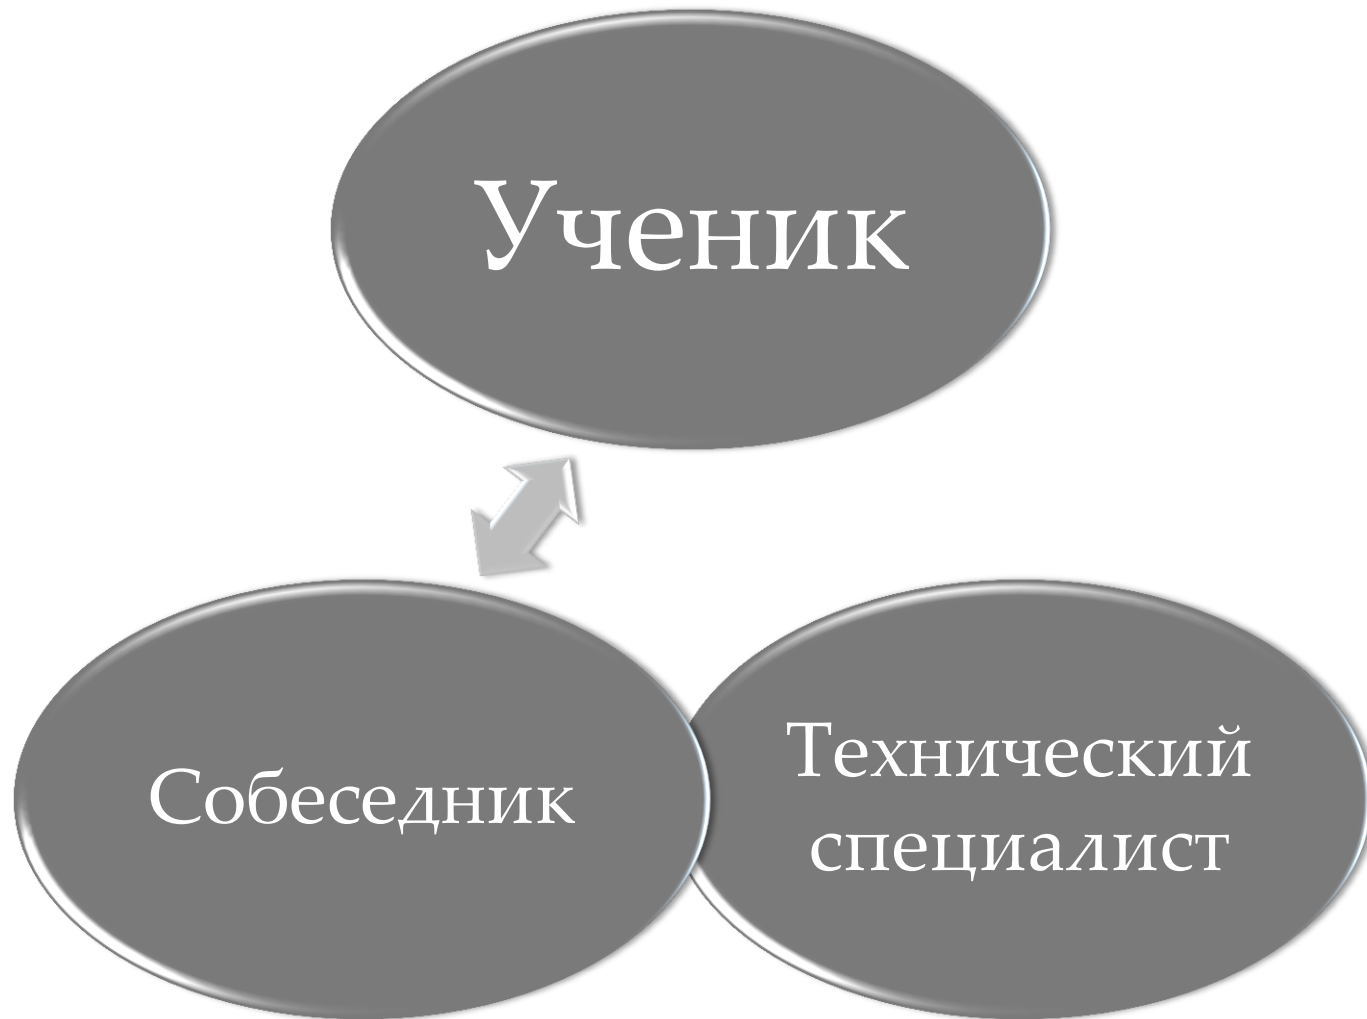 Ученик
Собеседник
Технический
специалист